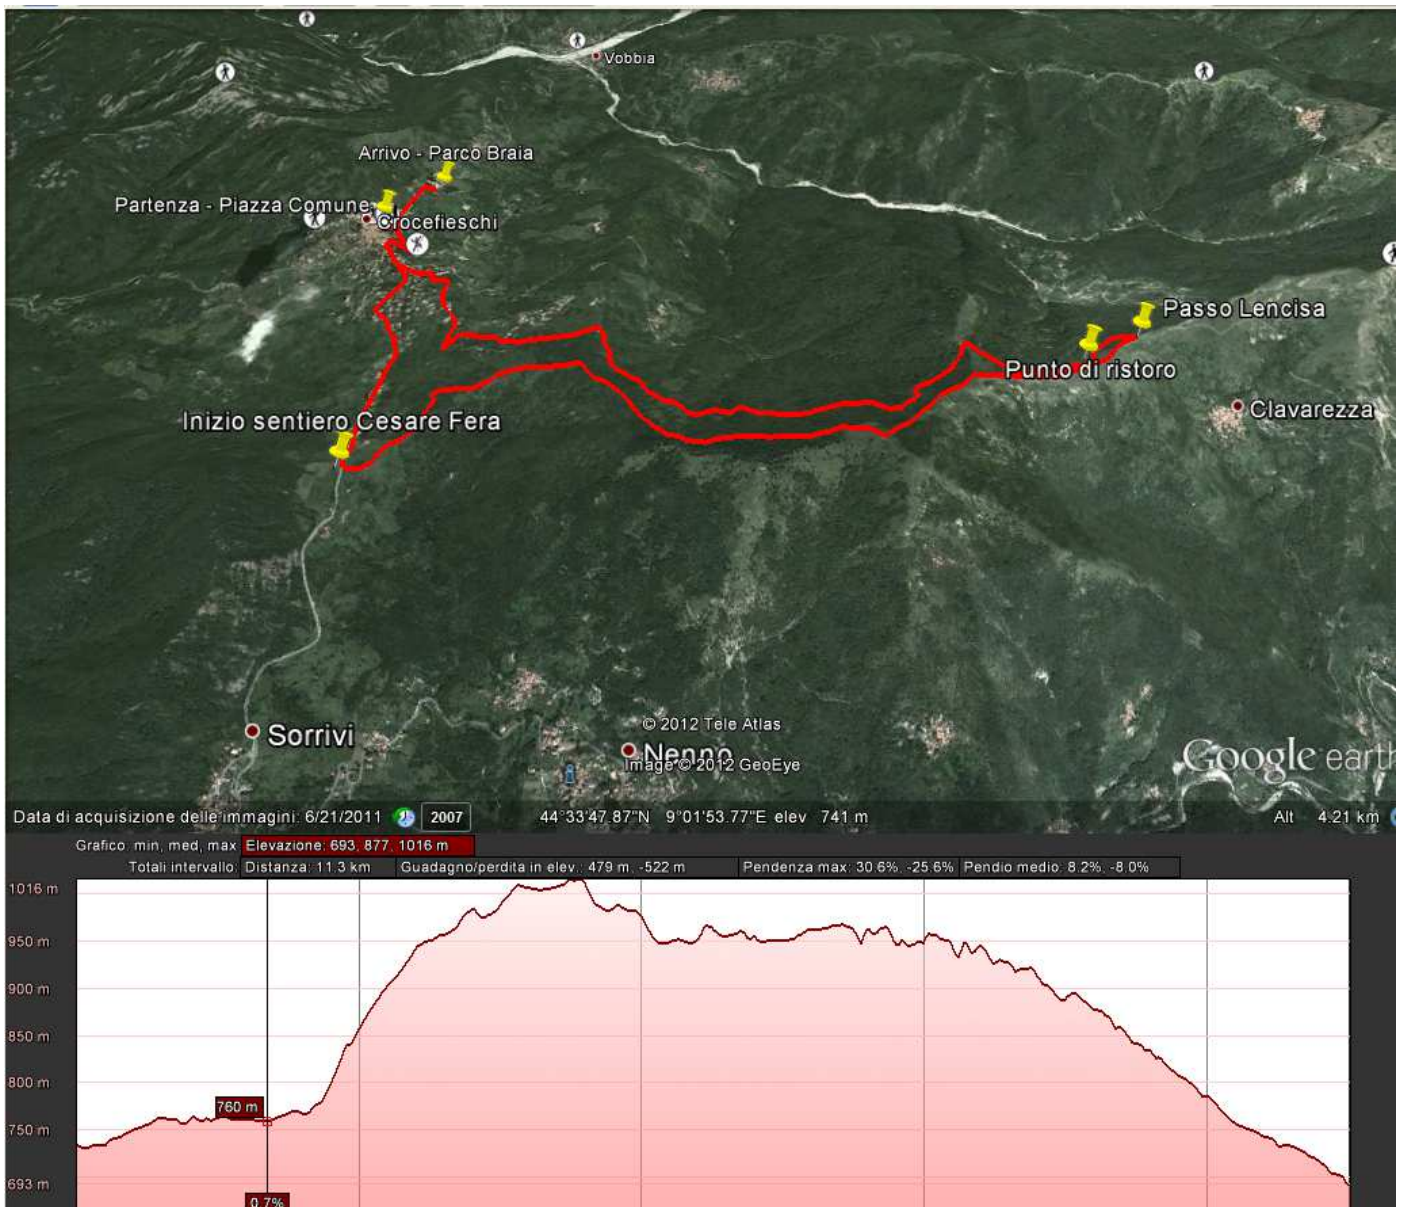 Vobbia
Arrivo - Parco Braia
Partenza - Piazza Comune
Crocefieschi
Passo Lencisa
Punto di ristoro
Clavarezza
Inizio sentiero Cesare Fera
© 2012 Tele Atlas
Sorrivi
Nenno
Image © 2012 GeoEye
Google earth
Data di acquisizione delle immagini: 6/21/2011 2007 44°33'47.87"N 9°01'53.77"E elev 741 m Alt 4.21 km
Grafico: min, med, max Elevazione: 693, 877, 1016 m
Totali intervallo: Distanza: 11.3 km Guadagno/perdita in elev.: 479 m, -522 m Pendenza max: 30.6%, -25.6% Pendio medio: 8.2%, -8.0%
1016 m
950 m
900 m
850 m
800 m
760 m
750 m
693 m
0.7%